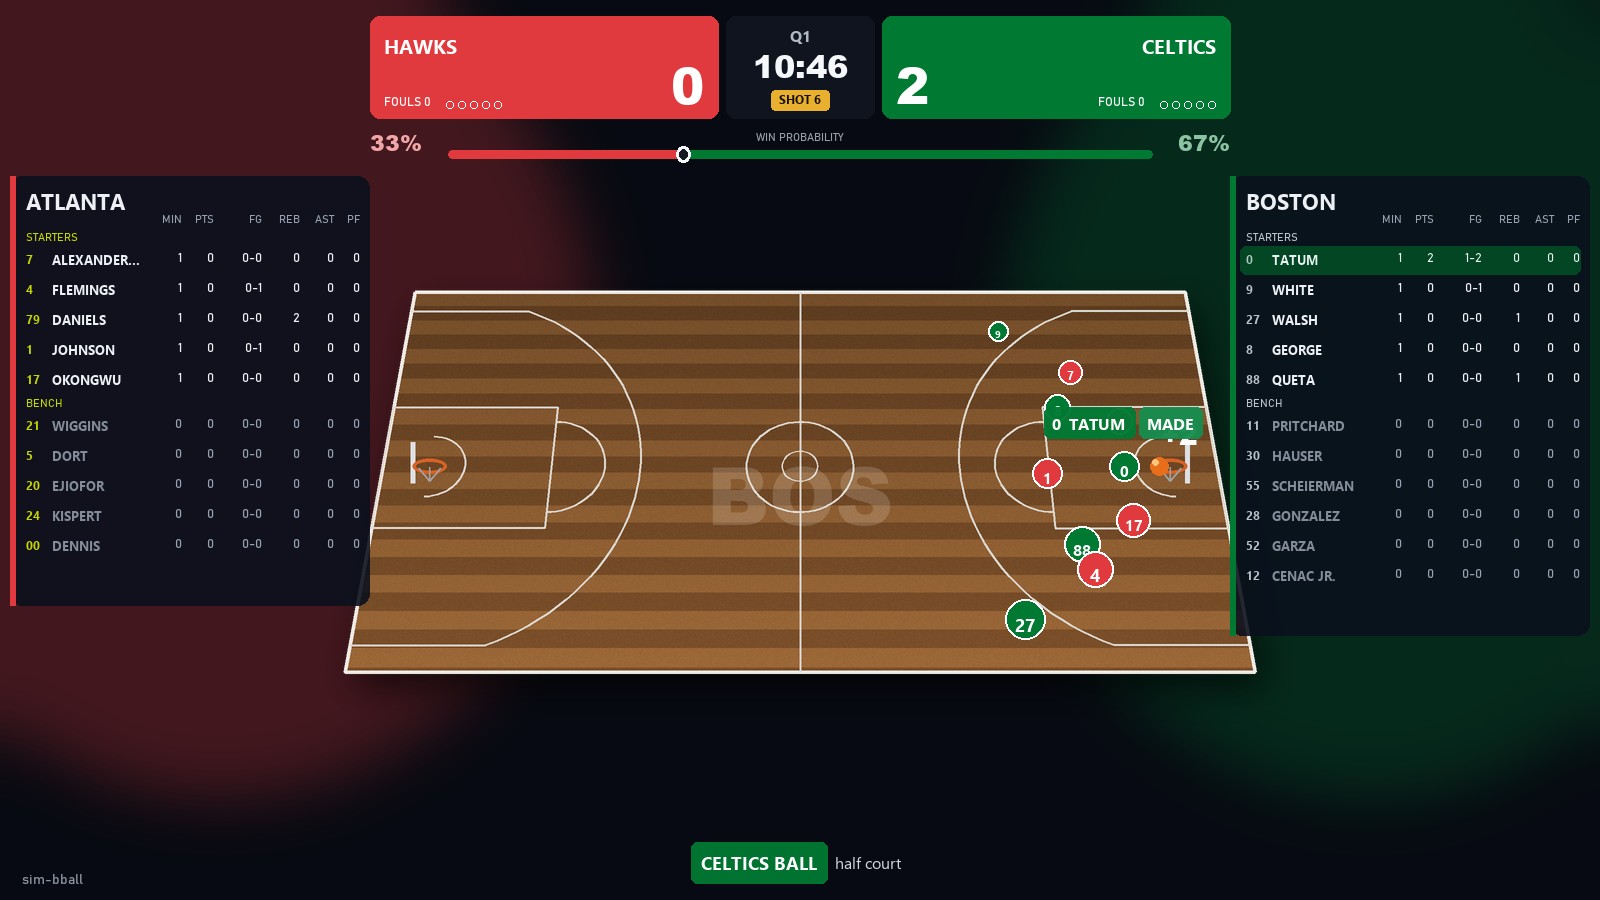 HAWKS
0
FOULS 0
Q1
10:46
SHOT 6
CELTICS
2
FOULS 0
33%
WIN PROBABILITY
67%
ATLANTA
MIN PTS FG REB AST PF
STARTERS
7 ALEXANDER... 1 0 0-0 0 0 0
4 FLEMINGS 1 0 0-1 0 0 0
79 DANIELS 1 0 0-0 2 0 0
1 JOHNSON 1 0 0-1 0 0 0
17 OKONGWU 1 0 0-0 0 0 0
BENCH
21 WIGGINS 0 0 0-0 0 0 0
5 DORT 0 0 0-0 0 0 0
20 EJIOFOR 0 0 0-0 0 0 0
24 KISPERT 0 0 0-0 0 0 0
00 DENNIS 0 0 0-0 0 0 0
BOSTON
MIN PTS FG REB AST PF
STARTERS
0 TATUM 1 2 1-2 0 0 0
9 WHITE 1 0 0-1 0 0 0
27 WALSH 1 0 0-0 1 0 0
8 GEORGE 1 0 0-0 0 0 0
88 QUETA 1 0 0-0 1 0 0
BENCH
11 PRITCHARD 0 0 0-0 0 0 0
30 HAUSER 0 0 0-0 0 0 0
55 SCHEIERMAN 0 0 0-0 0 0 0
28 GONZALEZ 0 0 0-0 0 0 0
52 GARZA 0 0 0-0 0 0 0
12 CENAC JR. 0 0 0-0 0 0 0
9
7
0 TATUM MADE
1
0
BOS
17
88
4
27
CELTICS BALL half court
sim-bball